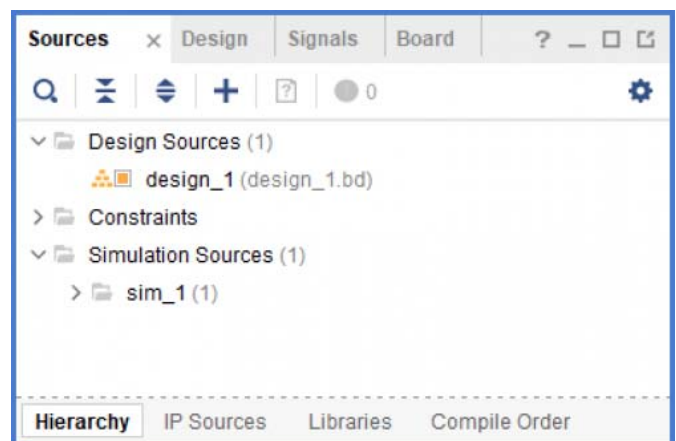 Sources × Design Signals Board ? _
0
Design Sources (1)
design_1 (design_1.bd)
Constraints
Simulation Sources (1)
sim_1 (1)
Hierarchy IP Sources Libraries Compile Order